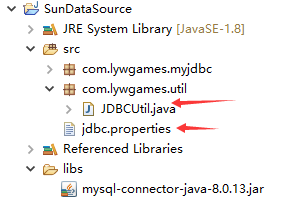 SunDataSource
JRE System Library [JavaSE-1.8]
src
com.lywgames.myjdbc
com.lywgames.util
JDBCUtil.java
jdbc.properties
Referenced Libraries
libs
mysql-connector-java-8.0.13.jar